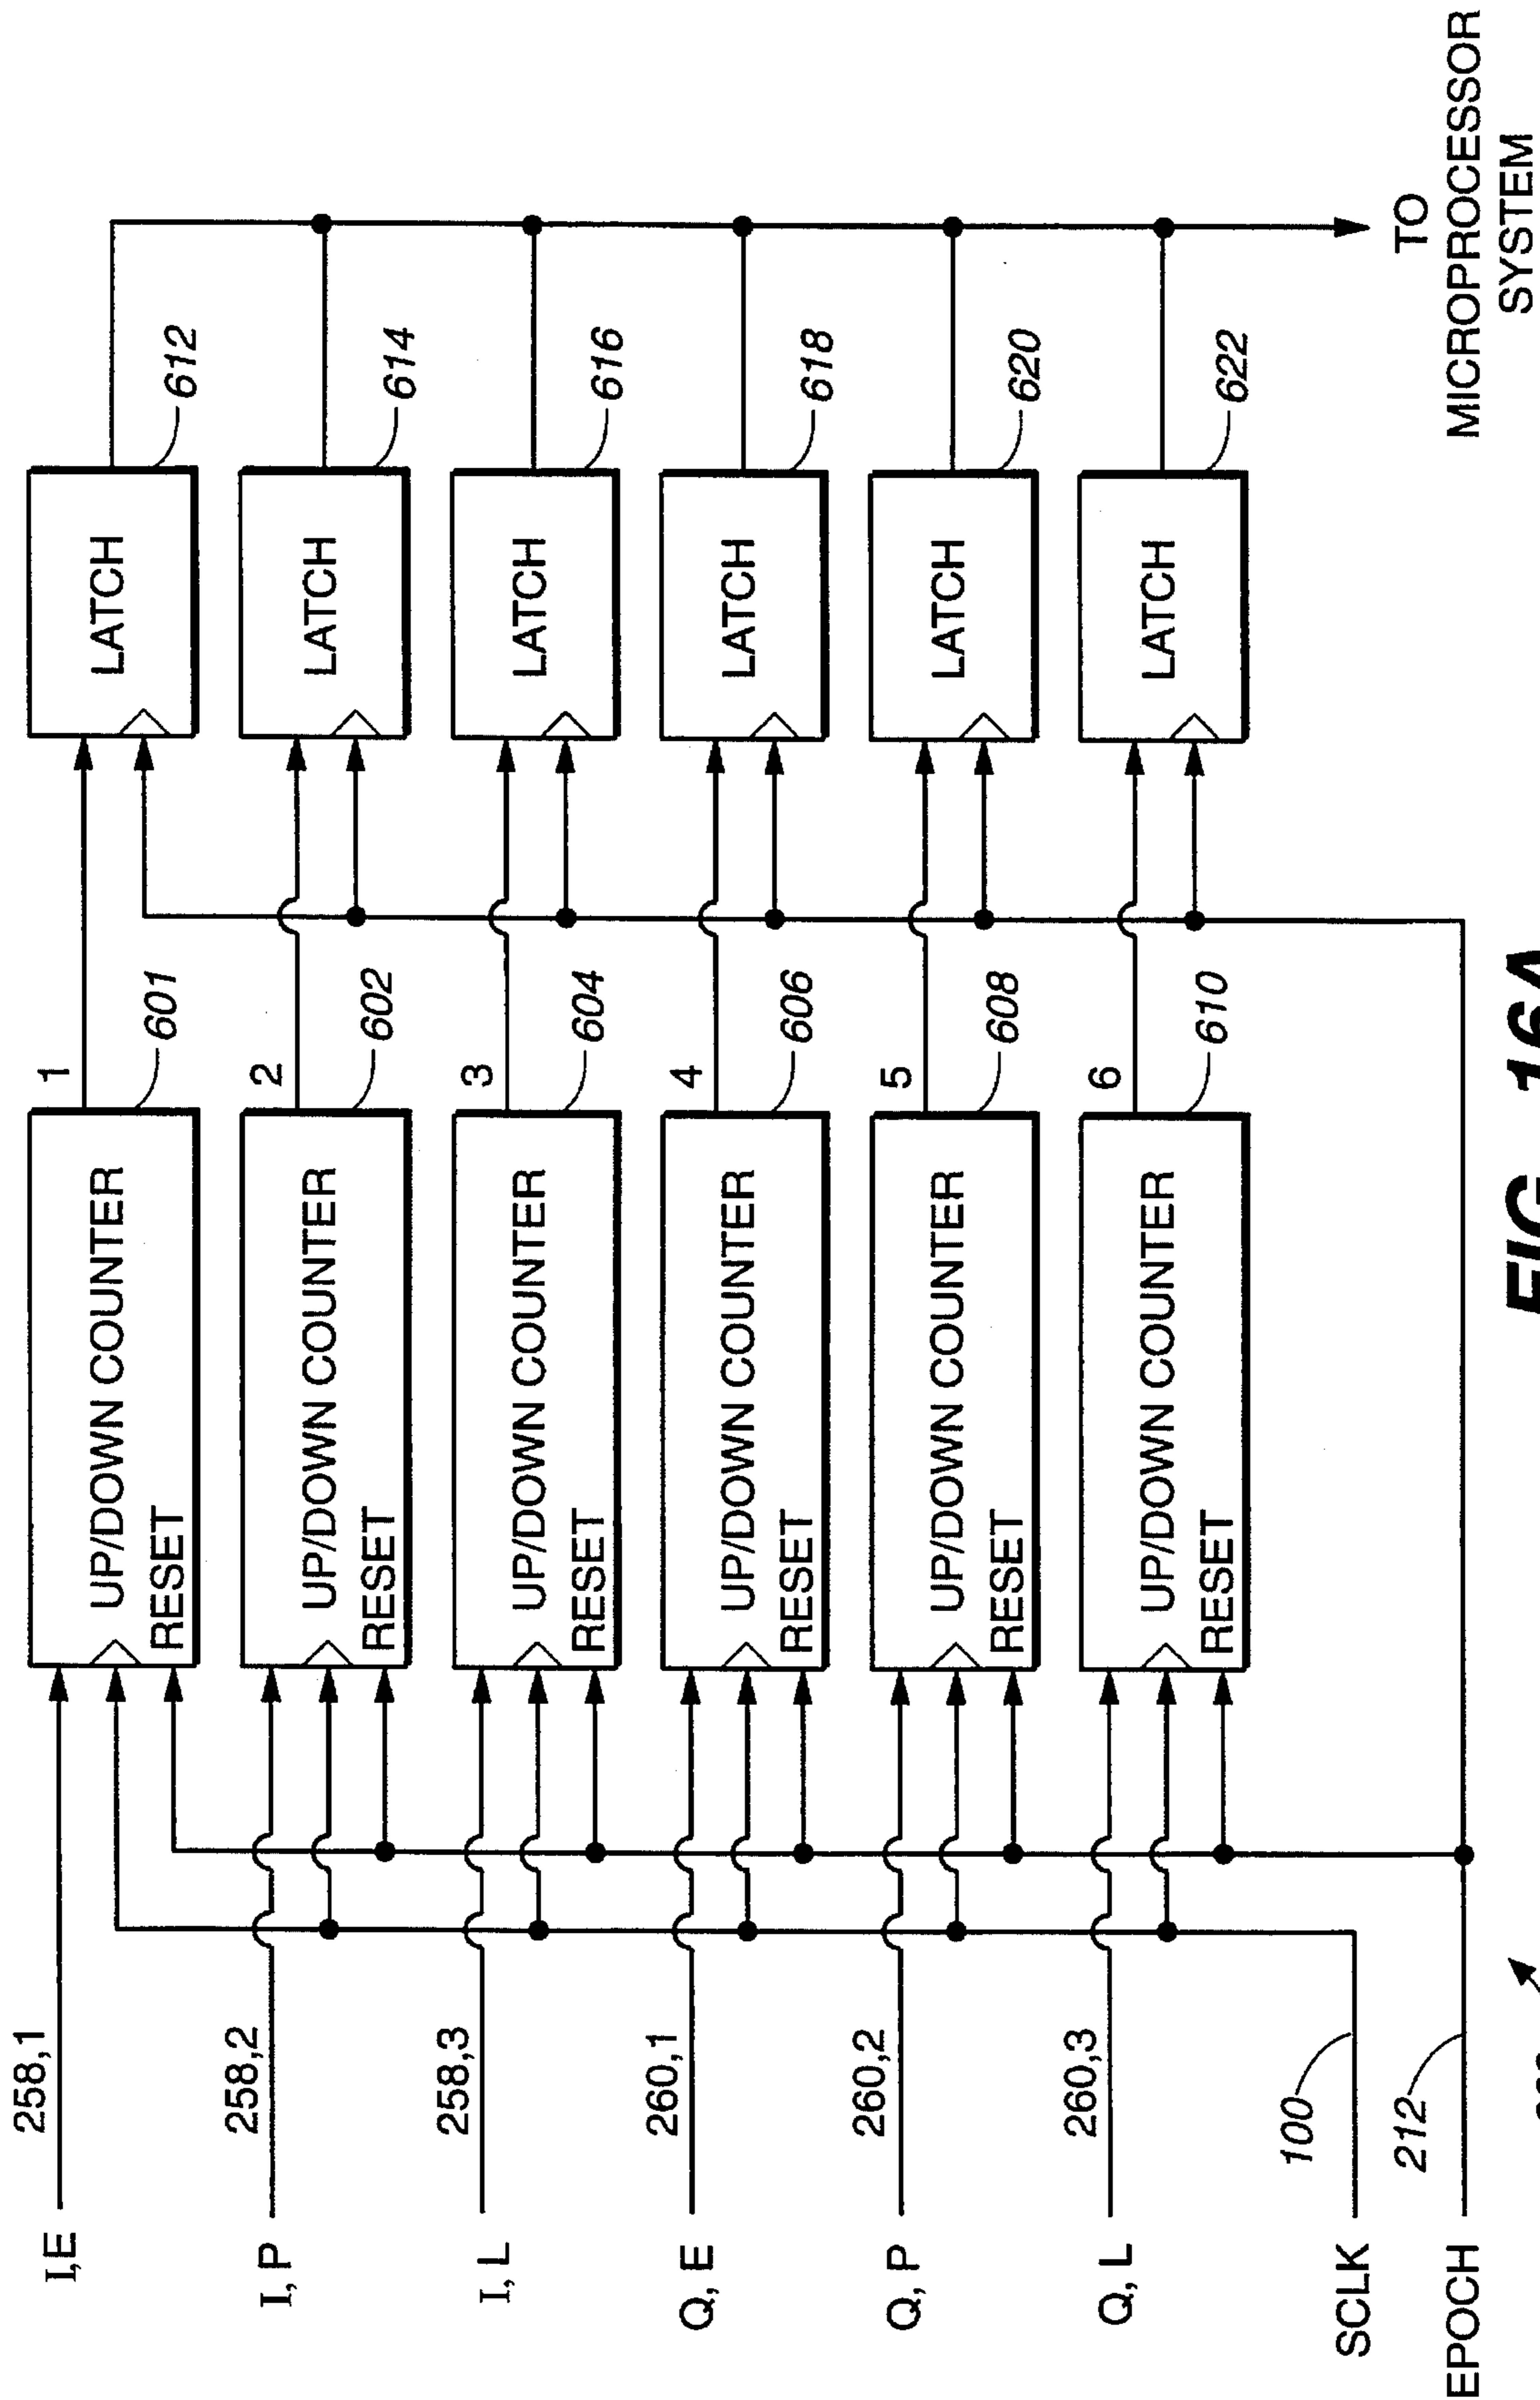 I,E
258,1
UP/DOWN COUNTER
RESET
1
601
LATCH
612
I, P
258,2
UP/DOWN COUNTER
RESET
2
602
LATCH
614
I, L
258,3
UP/DOWN COUNTER
RESET
3
604
LATCH
616
Q, E
260,1
UP/DOWN COUNTER
RESET
4
606
LATCH
618
Q, P
260,2
UP/DOWN COUNTER
RESET
5
608
LATCH
620
Q, L
260,3
UP/DOWN COUNTER
RESET
6
610
LATCH
622
SCLK
100
EPOCH
212
TO
MICROPROCESSOR
SYSTEM
FIG. 16A